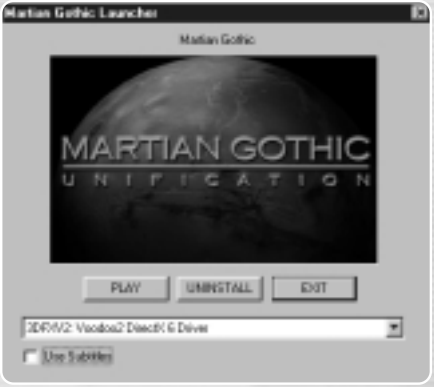 Martian Gothic Launcher
Martian Gothic
MARTIAN GOTHIC
UNIFICATION
PLAY UNINSTALL EXIT
3DFXV2: Voodoo2 DirectX 6 Driver
Use Subtitles